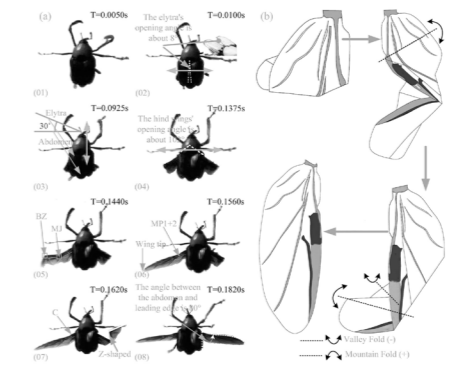 (a)
T=0.0050s
(01)
T=0.0100s
The elytra's
opening angle is
about 8°
(02)
T=0.0925s
Elytra
30°
Abdomen
(03)
T=0.1375s
The hind wings'
opening angle is
about
(04)
T=0.1440s
BZ
MJ
(05)
T=0.1560s
MP1+2
Wing tip
(06)
T=0.1620s
Z-shaped
(07)
T=0.1820s
The angle between
the abdomen and
leading edge is
(08)
(b)
Valley Fold (-)
Mountain Fold (+)